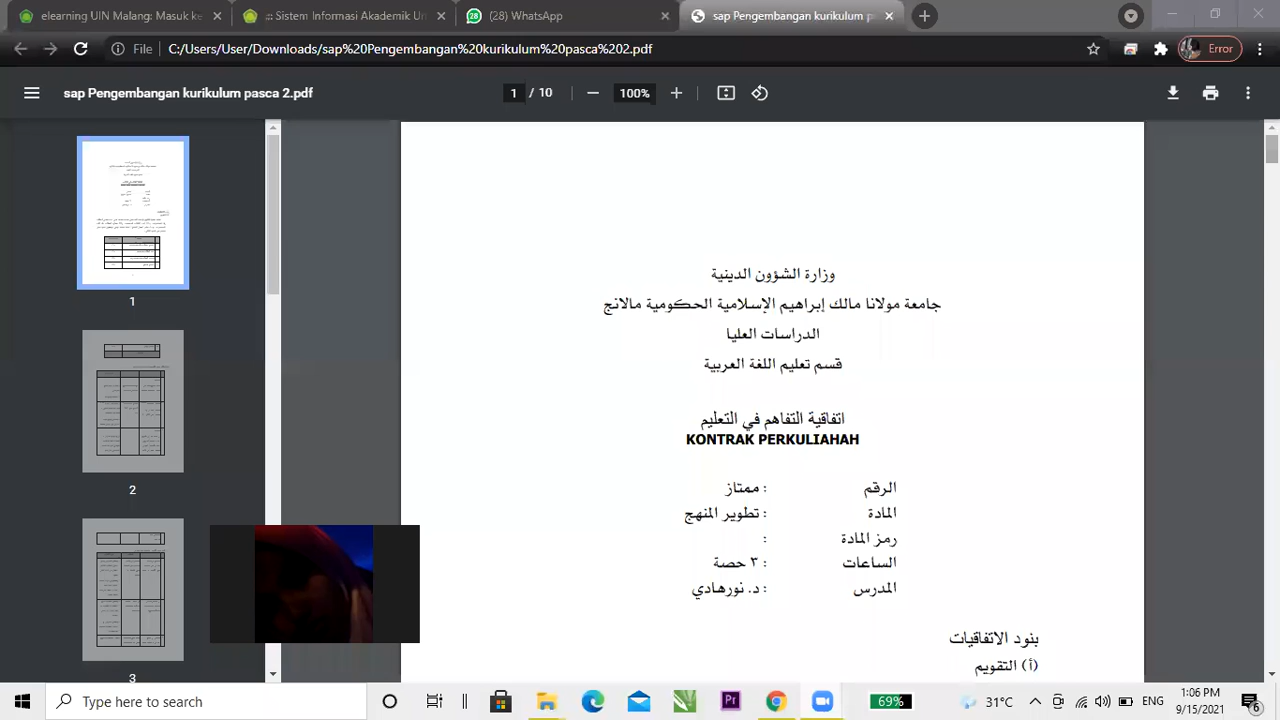 elearning UIN Malang: Masuk ke
:: Sistem Informasi Akademik Un
(28) WhatsApp
sap Pengembangan kurikulum p
File
C:/Users/User/Downloads/sap%20Pengembangan%20kurikulum%20pasca%202.pdf
Error
sap Pengembangan kurikulum pasca 2.pdf
1 / 10
100%
وزارة الشؤون الدينية
جامعة مولانا مالك إبراهيم الإسلامية الحكومية مالانج
الدراسات العليا
قسم تعليم اللغة العربية
اتفاقية التفاهم في التعليم
KONTRAK PERKULIAHAH
الرقم : ممتاز
المادة : تطوير المنهج
رمز المادة :
الساعات : ٣ حصة
المدرس : د. نورهادي
بنود الاتفاقيات
(أ) التقويم
1
2
3
Type here to search
Pr
69%
31°C
ENG
1:06 PM
9/15/2021
6